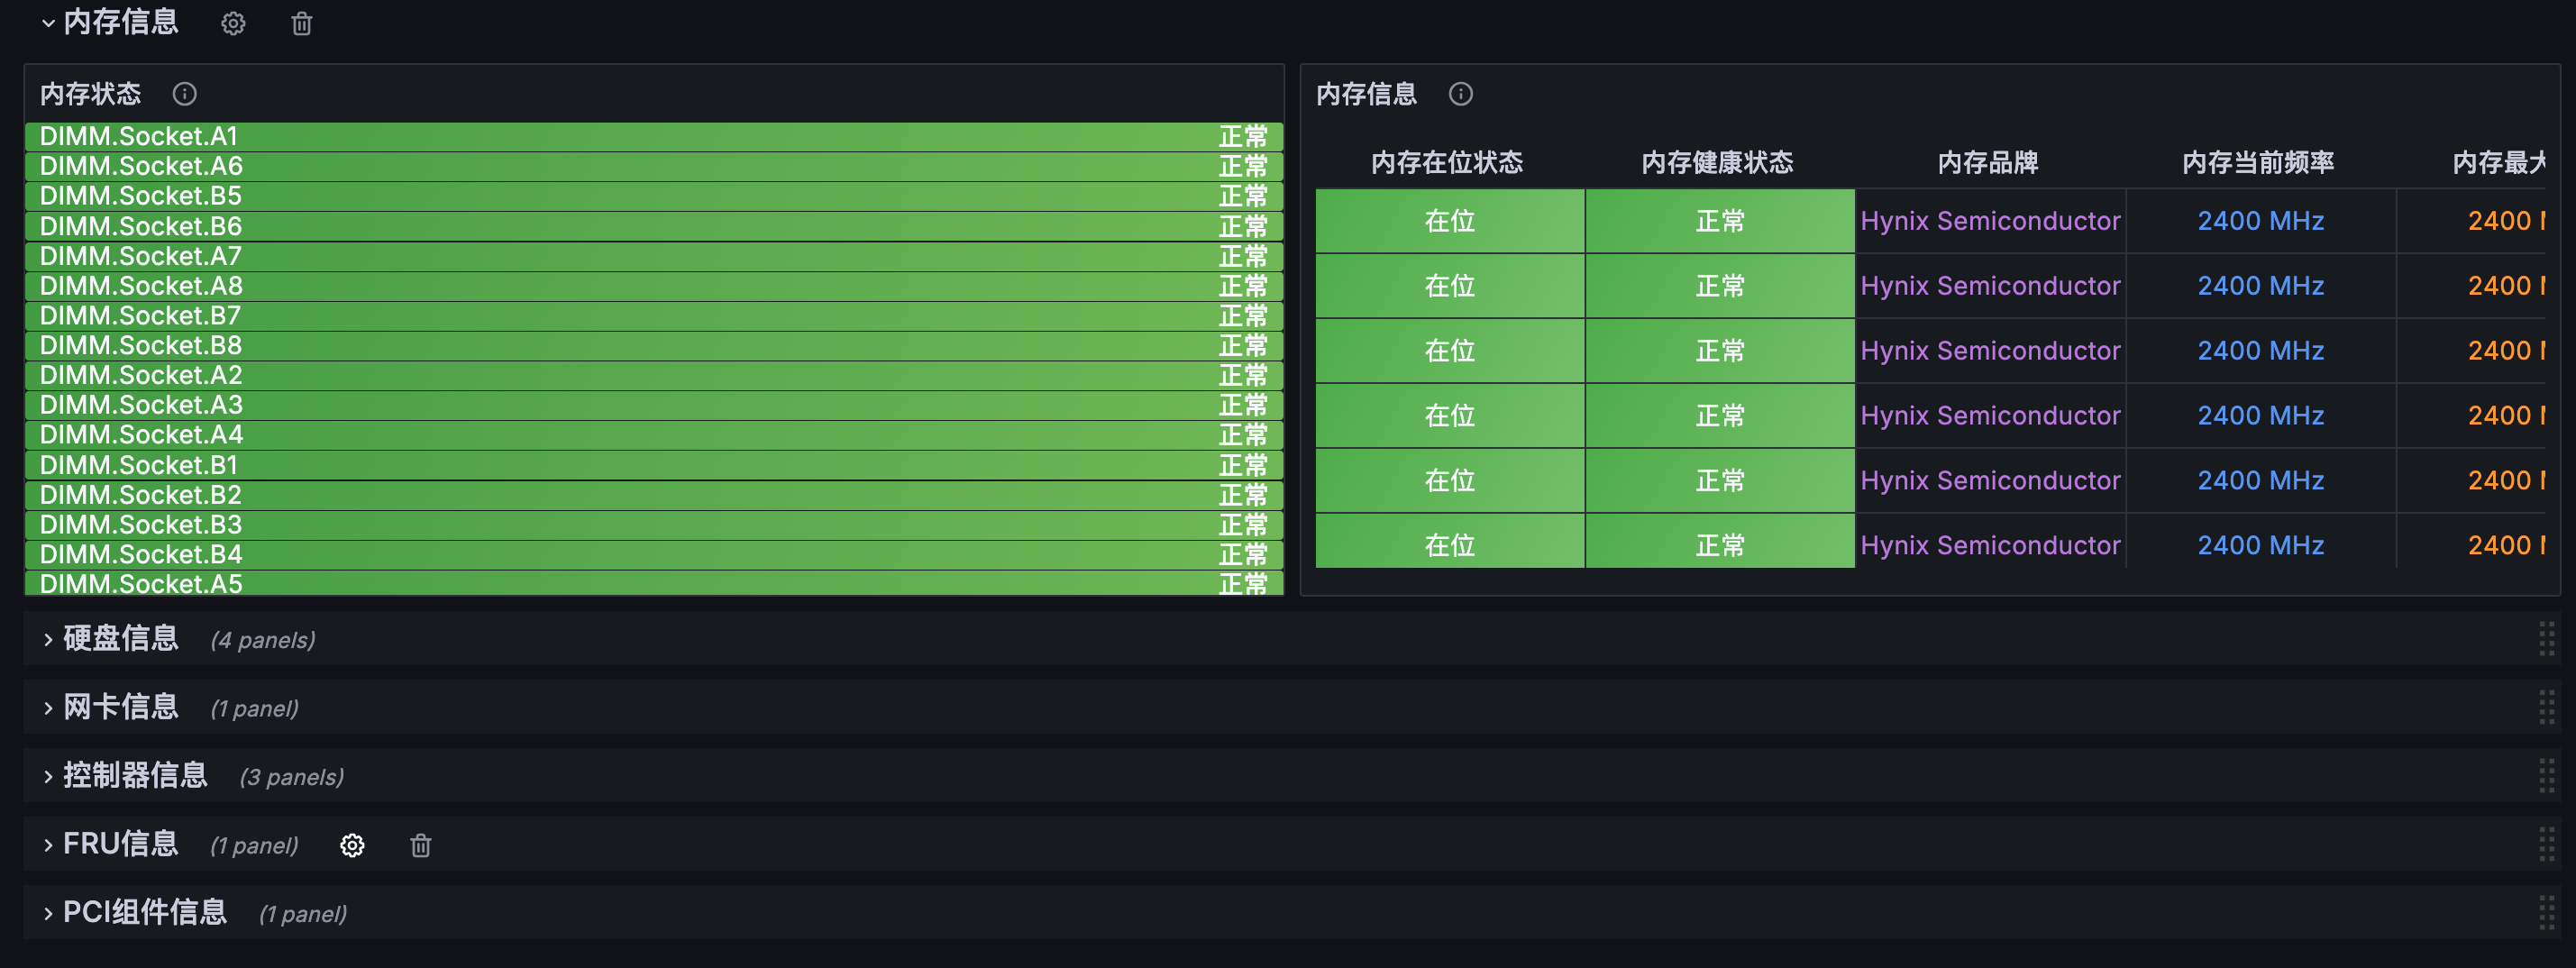 内存信息
内存状态
DIMM.Socket.A1 正常
DIMM.Socket.A6 正常
DIMM.Socket.B5 正常
DIMM.Socket.B6 正常
DIMM.Socket.A7 正常
DIMM.Socket.A8 正常
DIMM.Socket.B7 正常
DIMM.Socket.B8 正常
DIMM.Socket.A2 正常
DIMM.Socket.A3 正常
DIMM.Socket.A4 正常
DIMM.Socket.B1 正常
DIMM.Socket.B2 正常
DIMM.Socket.B3 正常
DIMM.Socket.B4 正常
DIMM.Socket.A5 正常
内存信息
内存在位状态 内存健康状态 内存品牌 内存当前频率 内存最大
在位 正常 Hynix Semiconductor 2400 MHz 2400
在位 正常 Hynix Semiconductor 2400 MHz 2400
在位 正常 Hynix Semiconductor 2400 MHz 2400
在位 正常 Hynix Semiconductor 2400 MHz 2400
在位 正常 Hynix Semiconductor 2400 MHz 2400
在位 正常 Hynix Semiconductor 2400 MHz 2400
硬盘信息 (4 panels)
网卡信息 (1 panel)
控制器信息 (3 panels)
FRU信息 (1 panel)
PCI组件信息 (1 panel)